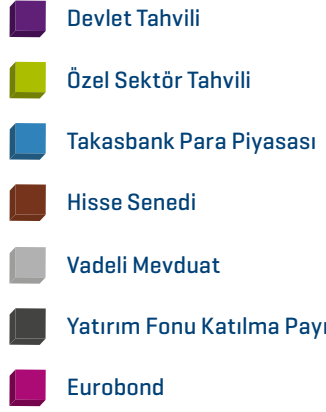 Devlet Tahvili
Özel Sektör Tahvili
Takasbank Para Piyasası
Hisse Senedi
Vadeli Mevduat
Yatırım Fonu Katılma Payı
Eurobond